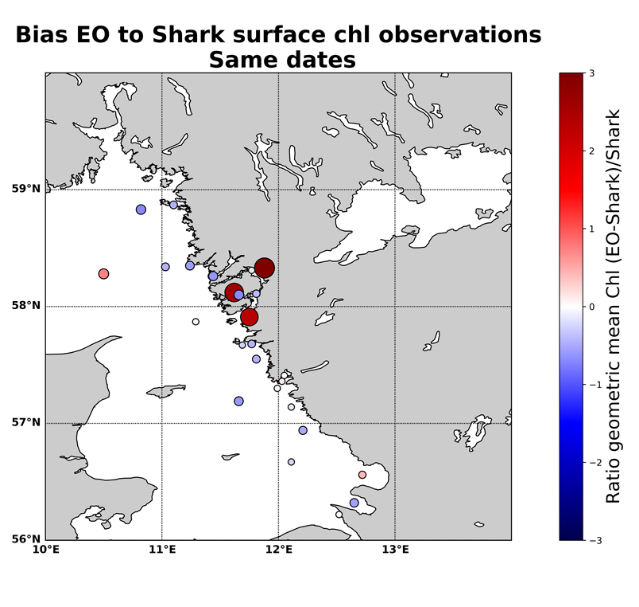 Bias EO to Shark surface chl observations
Same dates
59°N
58°N
57°N
56°N
10°E
11°E
12°E
13°E
3
2
1
0
−1
−2
−3
Ratio geometric mean Chl (EO-Shark)/Shark